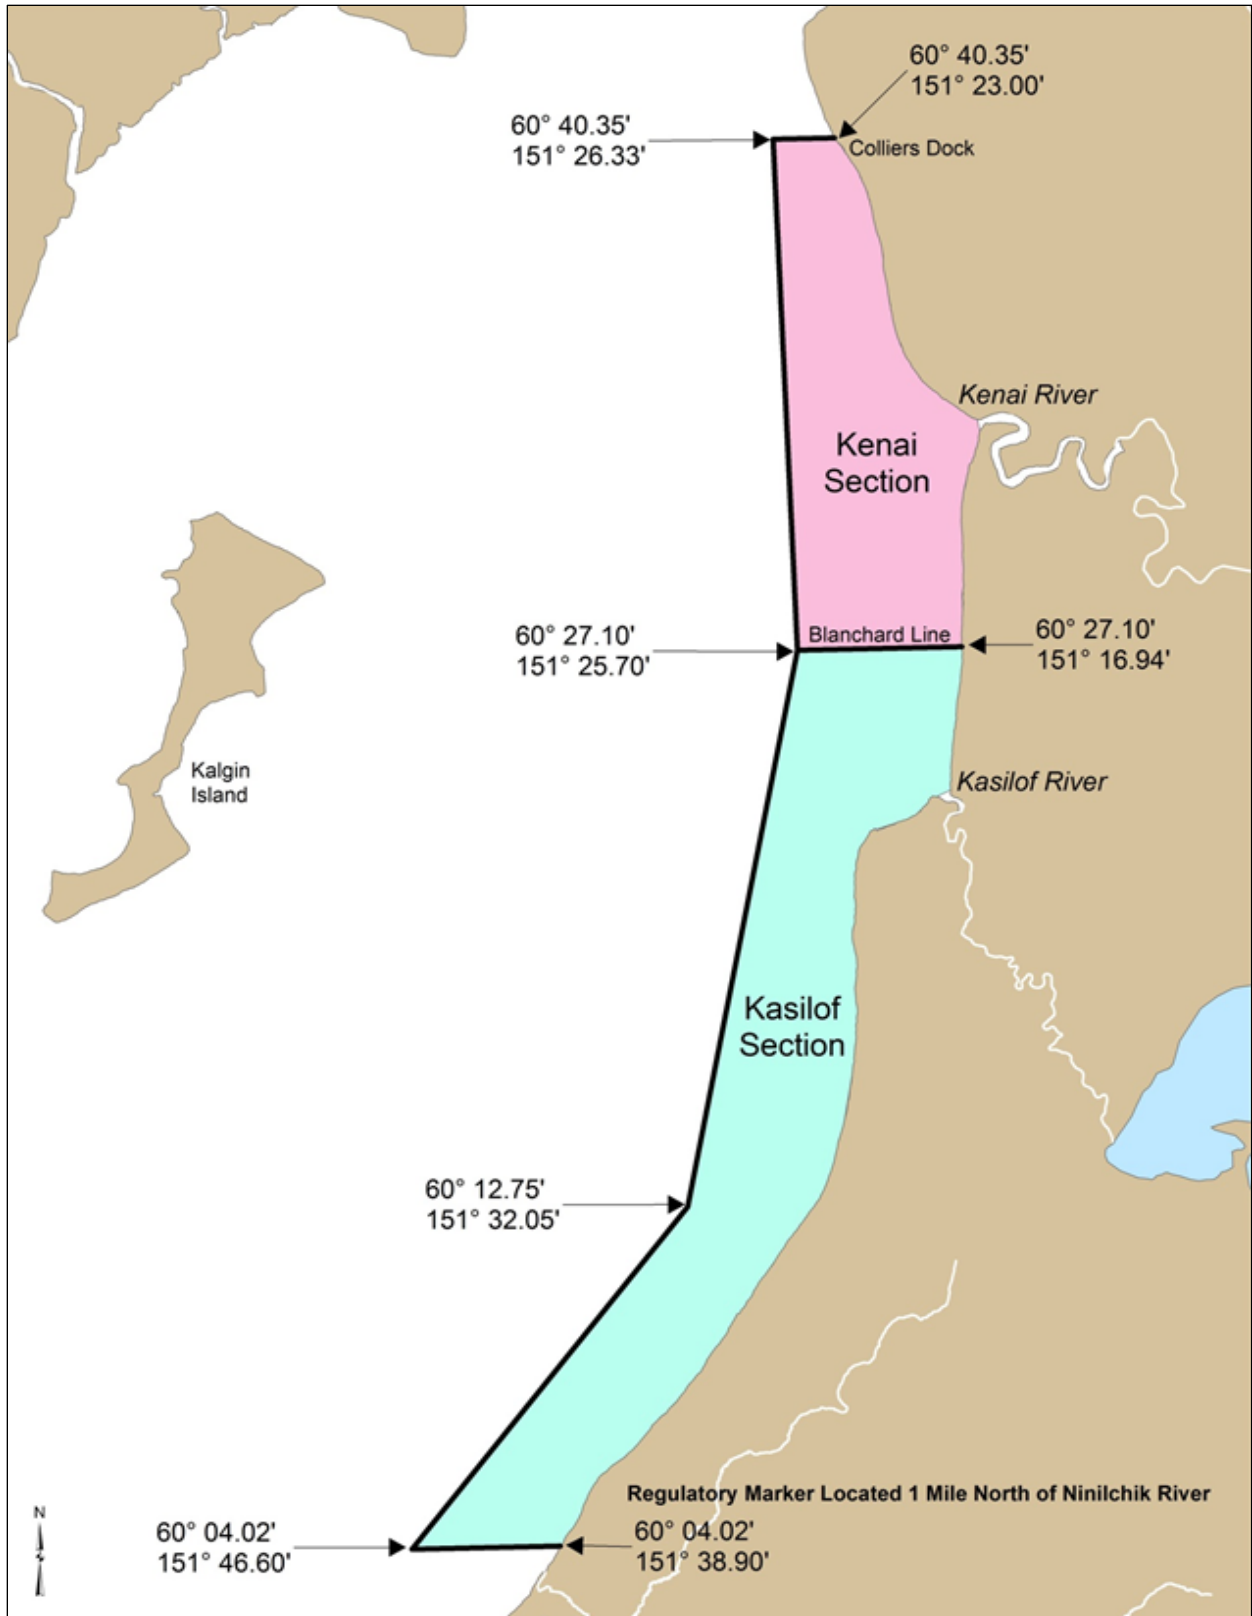 60° 40.35'
151° 23.00'
60° 40.35'
151° 26.33'
Colliers Dock
Kenai River
Kenai
Section
Blanchard Line
60° 27.10'
151° 25.70'
60° 27.10'
151° 16.94'
Kalgin
Island
Kasilof River
Kasilof
Section
60° 12.75'
151° 32.05'
Regulatory Marker Located 1 Mile North of Ninilchik River
N
60° 04.02'
151° 46.60'
60° 04.02'
151° 38.90'